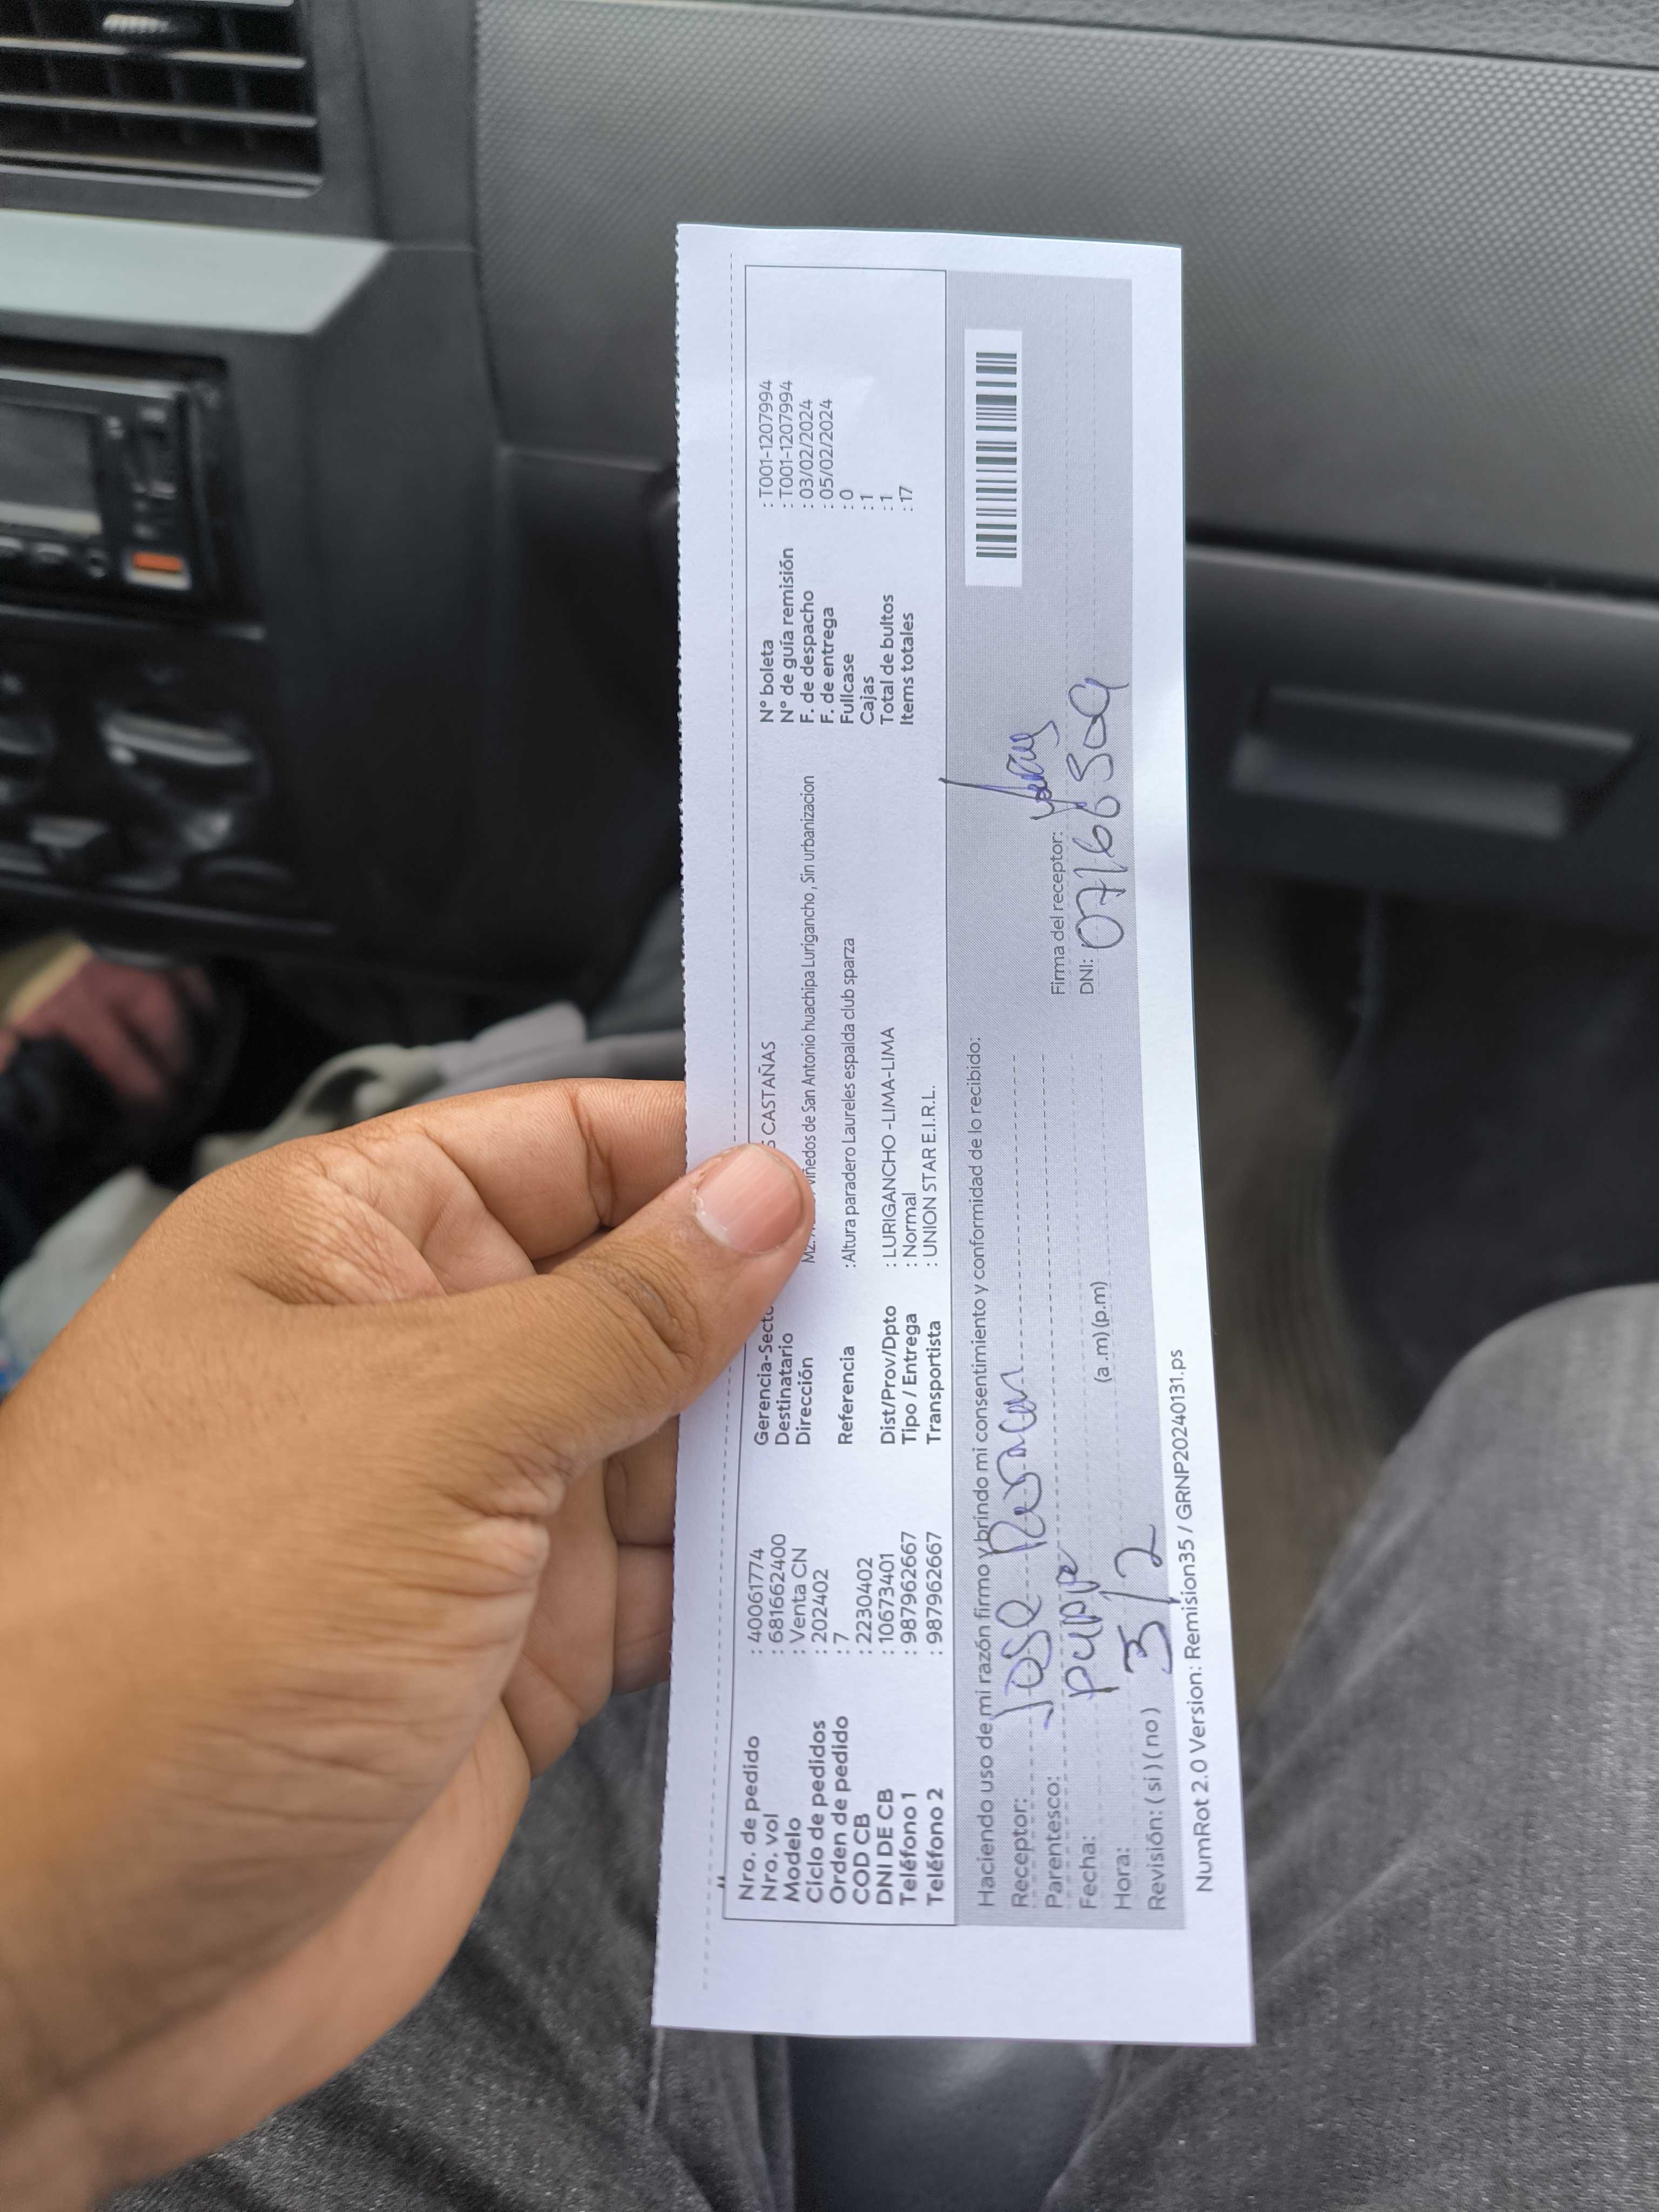 Nro. de pedido : 40061774
Nro. vol : 681662400
Modelo : Venta CN
Ciclo de pedidos : 202402
Orden de pedido : 7
COD CB : 2230402
DNI DE CB : 10673401
Teléfono 1 : 987962667
Teléfono 2 : 987962667
Gerencia-Secto
Destinatario CASTAÑAS
Dirección viñedos de San Antonio huachipa Lurigancho , Sin urbanizacion
Referencia :Altura paradero Laureles espalda club sparza
Dist/Prov/Dpto : LURIGANCHO -LIMA-LIMA
Tipo / Entrega : Normal
Transportista : UNION STAR E.I.R.L.
N° boleta : T001-1207994
N° de guía remisión : T001-1207994
F. de despacho : 03/02/2024
F. de entrega : 05/02/2024
Fullcase : 0
Cajas : 1
Total de bultos : 1
Items totales : 17
Haciendo uso de mi razón firmo y brindo mi consentimiento y conformidad de lo recibido:
Receptor: Jose
Parentesco:
Fecha: 3/2
Hora: (a .m) (p.m)
Revisión: ( si ) ( no )
Firma del receptor:
DNI:
NumRot 2.0 Version: Remision35 / GRNP20240131.ps